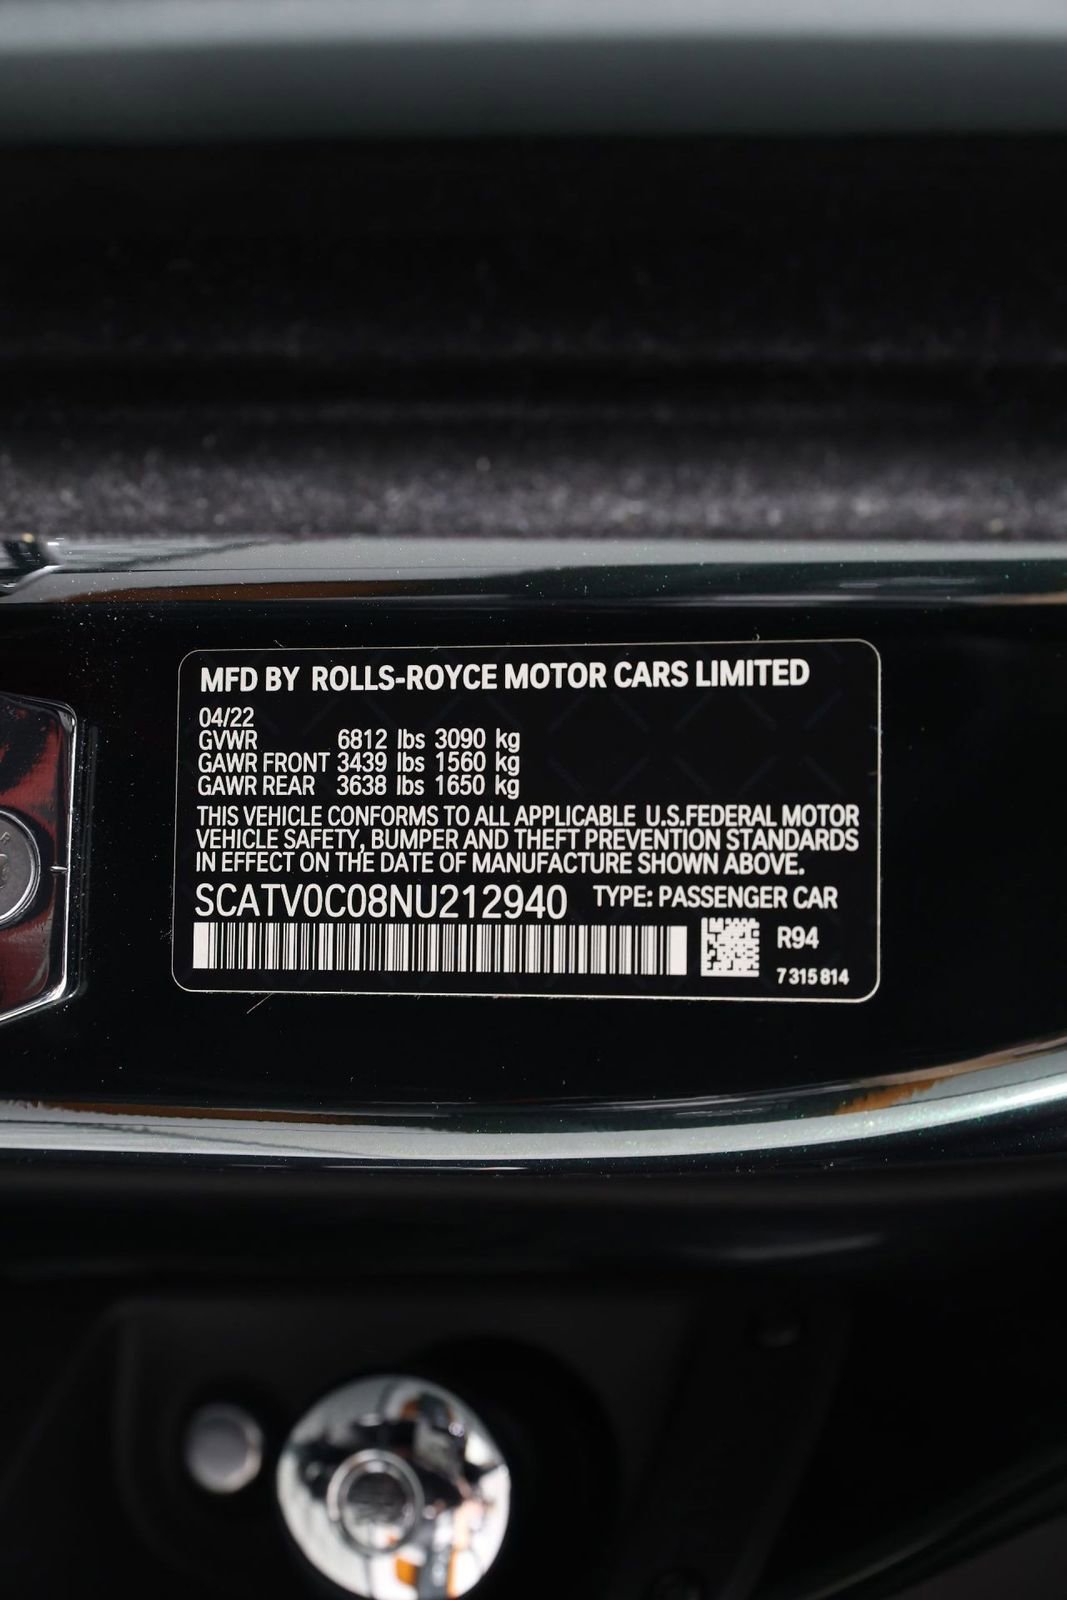 MFD BY ROLLS-ROYCE MOTOR CARS LIMITED
04/22
GVWR 6812 lbs 3090 kg
GAWR FRONT 3439 lbs 1560 kg
GAWR REAR 3638 lbs 1650 kg
THIS VEHICLE CONFORMS TO ALL APPLICABLE U.S.FEDERAL MOTOR
VEHICLE SAFETY, BUMPER AND THEFT PREVENTION STANDARDS
IN EFFECT ON THE DATE OF MANUFACTURE SHOWN ABOVE.
SCATV0C08NU212940 TYPE: PASSENGER CAR
R94
7 315 814